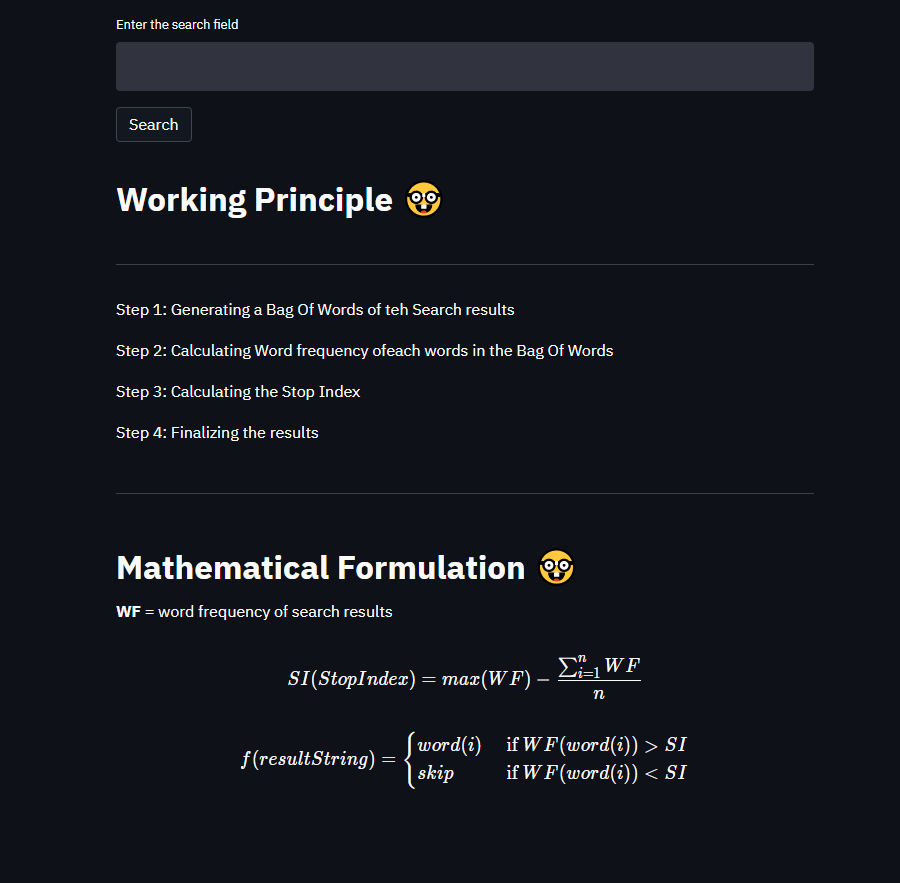 Enter the search field
Search
Working Principle 🤓
Step 1: Generating a Bag Of Words of teh Search results
Step 2: Calculating Word frequency ofeach words in the Bag Of Words
Step 3: Calculating the Stop Index
Step 4: Finalizing the results
Mathematical Formulation 🤓
WF = word frequency of search results
SI(StopIndex) = max(WF) − \frac{\sum_{i=1}^{n} WF}{n}
f(resultString) = \begin{cases} word(i) & \text{if } WF(word(i)) > SI \\ skip & \text{if } WF(word(i)) < SI \end{cases}